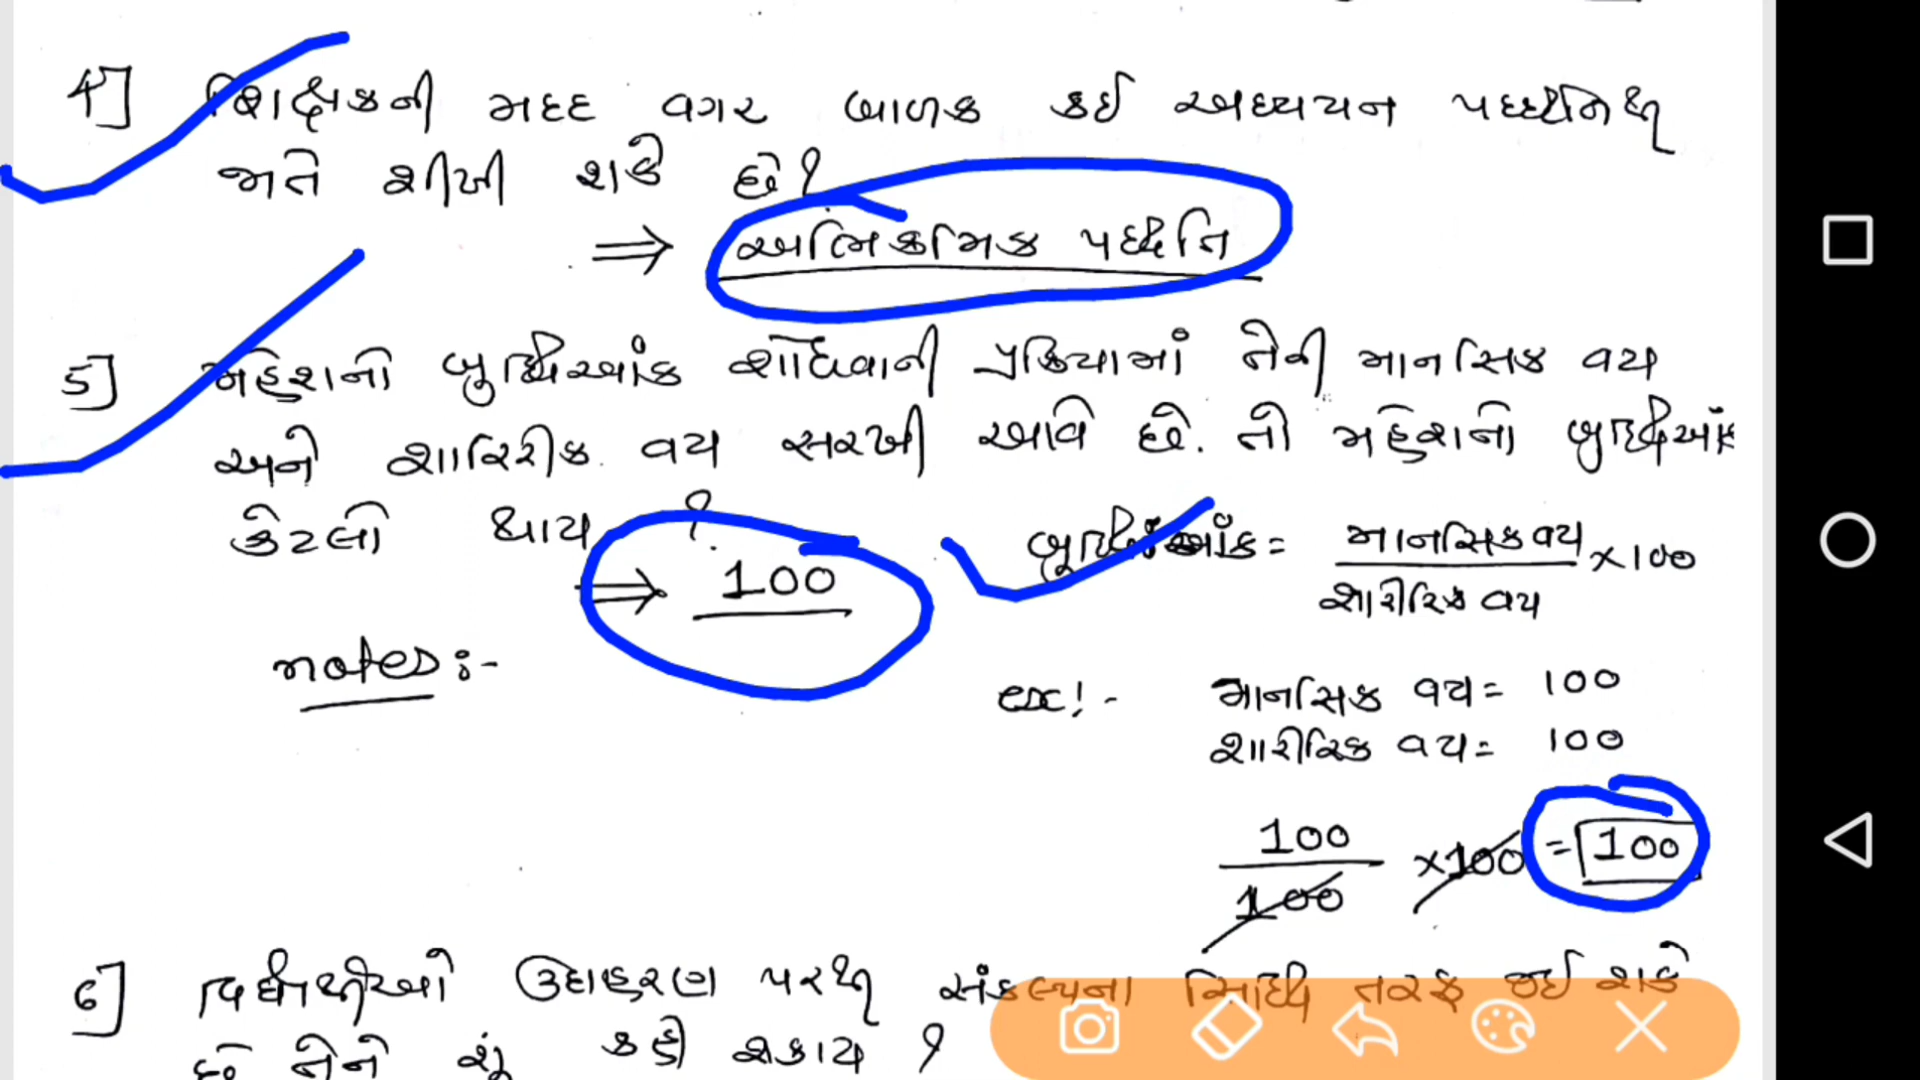 4] શિક્ષકની મદદ વગર બાળક કઈ અધ્યયન પદ્ધતિથી
જાતે શીખી શકે છે?
⇒ અભિક્રમિક પદ્ધતિ
5] મહેશનો બુદ્ધિઆંક શોધવાની પ્રક્રિયામાં તેની માનસિક વય
અને શારિરીક વય સરખી આવે છે. તો મહેશનો બુદ્ધિઆંક
કેટલો થાય ?
⇒ 100
બુદ્ધિઆંક = માનસિક વય / શારીરિક વય × 100
notes:-
ex!- માનસિક વય = 100
શારીરિક વય = 100
100 / 100 × 100 = 100
6] વિદ્યાર્થીઓ ઉદાહરણ પરથી સંકલ્પના સિદ્ધિ તરફ જઈ શકે
છે તેને શું કહી શકાય ?